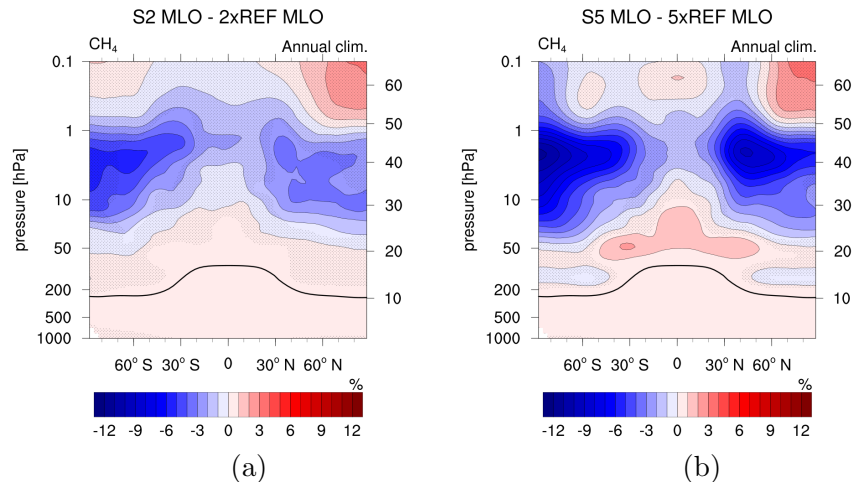 S2 MLO - 2xREF MLO
CH₄ Annual clim.
pressure [hPa]
0.1
1
10
50
200
500
1000
60
50
40
30
20
10
60° S 30° S 0 30° N 60° N
%
-12 -9 -6 -3 0 3 6 9 12
(a)
S5 MLO - 5xREF MLO
CH₄ Annual clim.
pressure [hPa]
0.1
1
10
50
200
500
1000
60
50
40
30
20
10
60° S 30° S 0 30° N 60° N
%
-12 -9 -6 -3 0 3 6 9 12
(b)